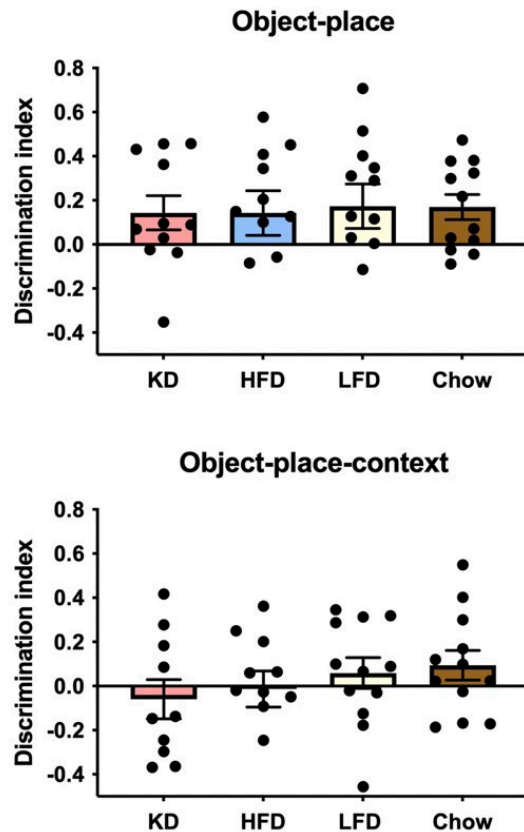 Object-place
0.8
0.6
0.4
0.2
0.0
-0.2
-0.4
Discrimination index
KD HFD LFD Chow
Object-place-context
0.8
0.6
0.4
0.2
0.0
-0.2
-0.4
Discrimination index
KD HFD LFD Chow